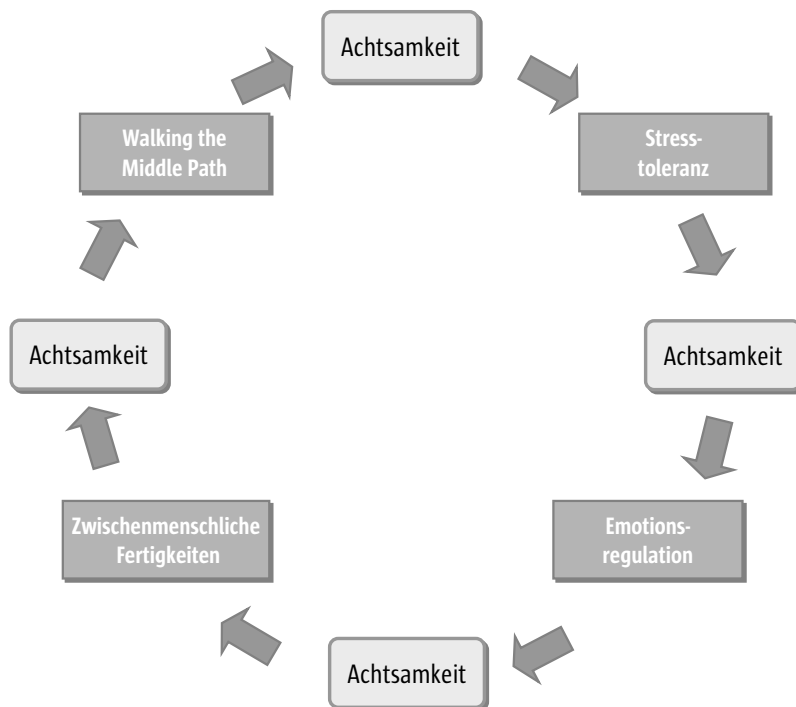 Achtsamkeit
Walking the
Middle Path
Stress-
toleranz
Achtsamkeit
Achtsamkeit
Zwischenmenschliche
Fertigkeiten
Emotions-
regulation
Achtsamkeit